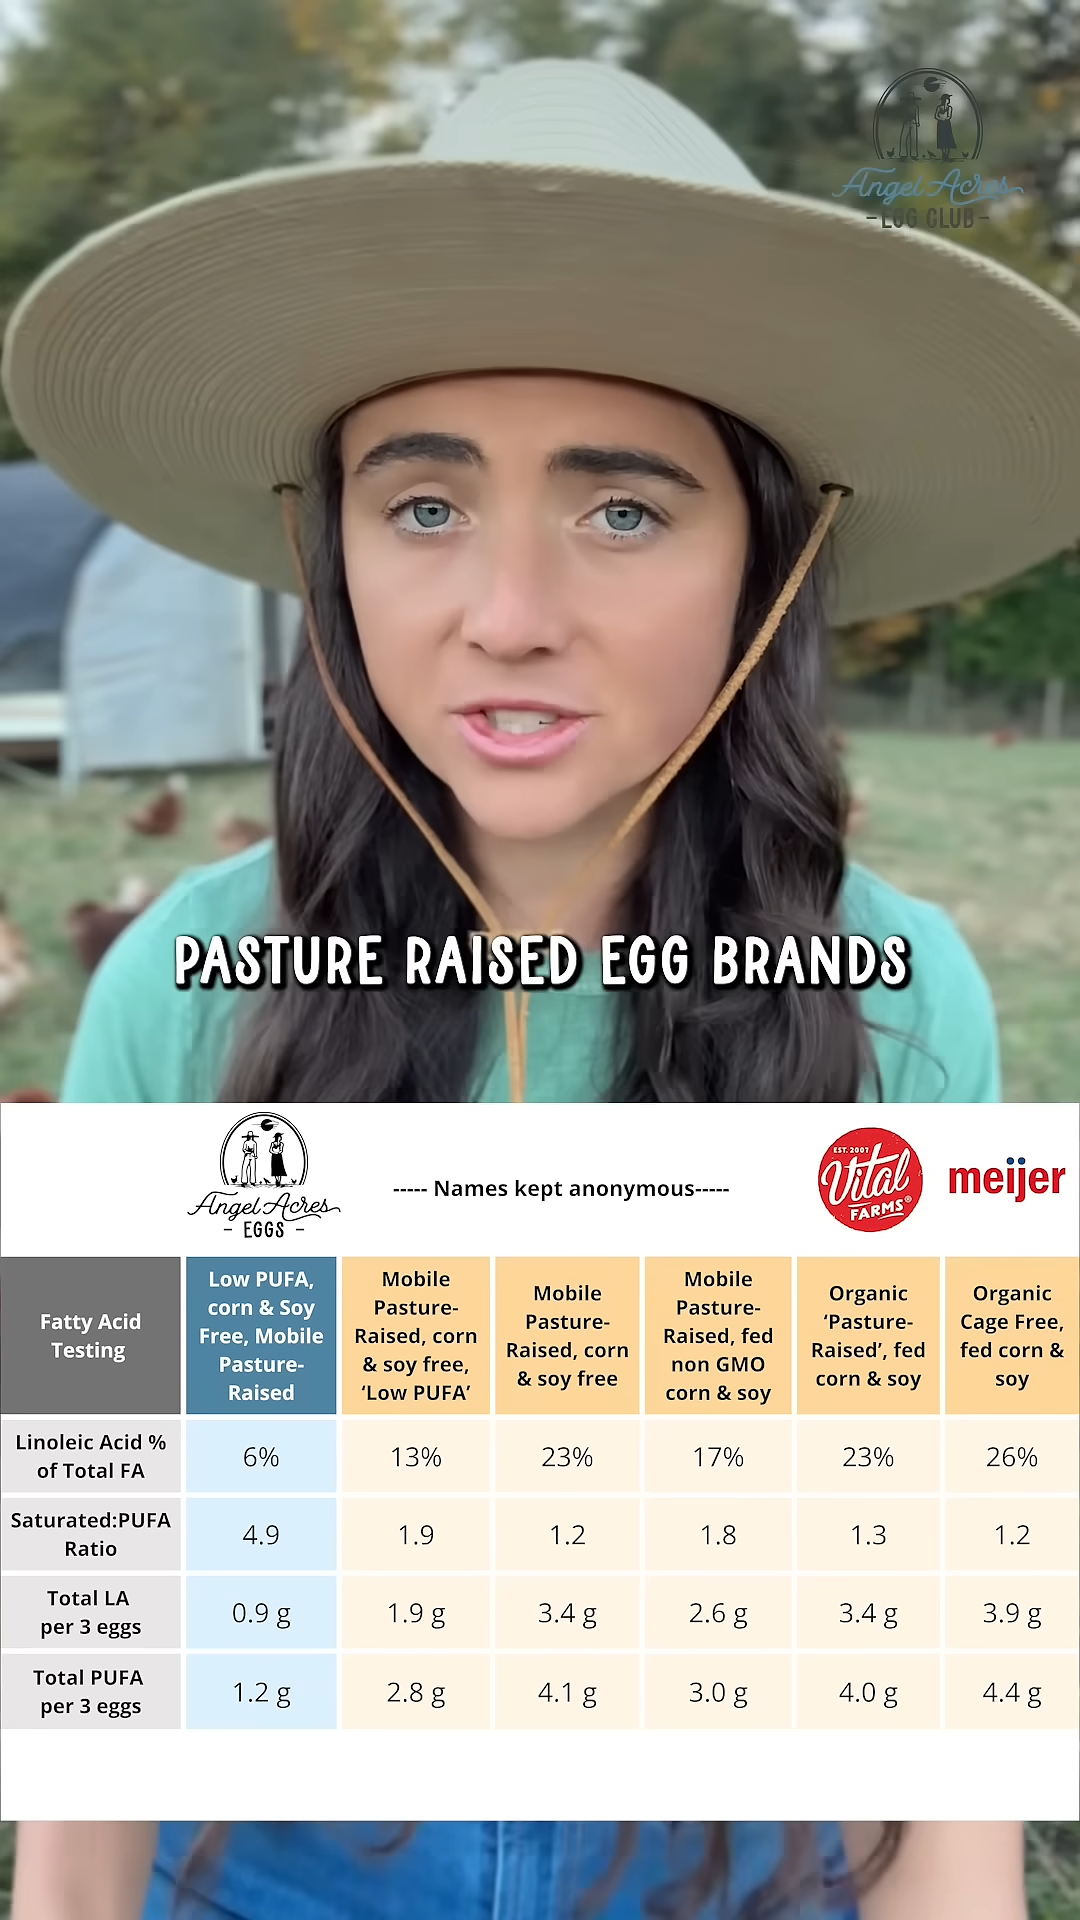 Angel Acres
- EGG CLUB -
PASTURE RAISED EGG BRANDS
Angel Acres
- EGGS -
----- Names kept anonymous-----
EST. 2007
Vital
FARMS®
meijer
Fatty Acid
Testing
Low PUFA,
corn & Soy
Free, Mobile
Pasture-
Raised
Mobile
Pasture-
Raised, corn
& soy free,
‘Low PUFA’
Mobile
Pasture-
Raised, corn
& soy free
Mobile
Pasture-
Raised, fed
non GMO
corn & soy
Organic
‘Pasture-
Raised’, fed
corn & soy
Organic
Cage Free,
fed corn &
soy
Linoleic Acid %
of Total FA
6%
13%
23%
17%
23%
26%
Saturated:PUFA
Ratio
4.9
1.9
1.2
1.8
1.3
1.2
Total LA
per 3 eggs
0.9 g
1.9 g
3.4 g
2.6 g
3.4 g
3.9 g
Total PUFA
per 3 eggs
1.2 g
2.8 g
4.1 g
3.0 g
4.0 g
4.4 g